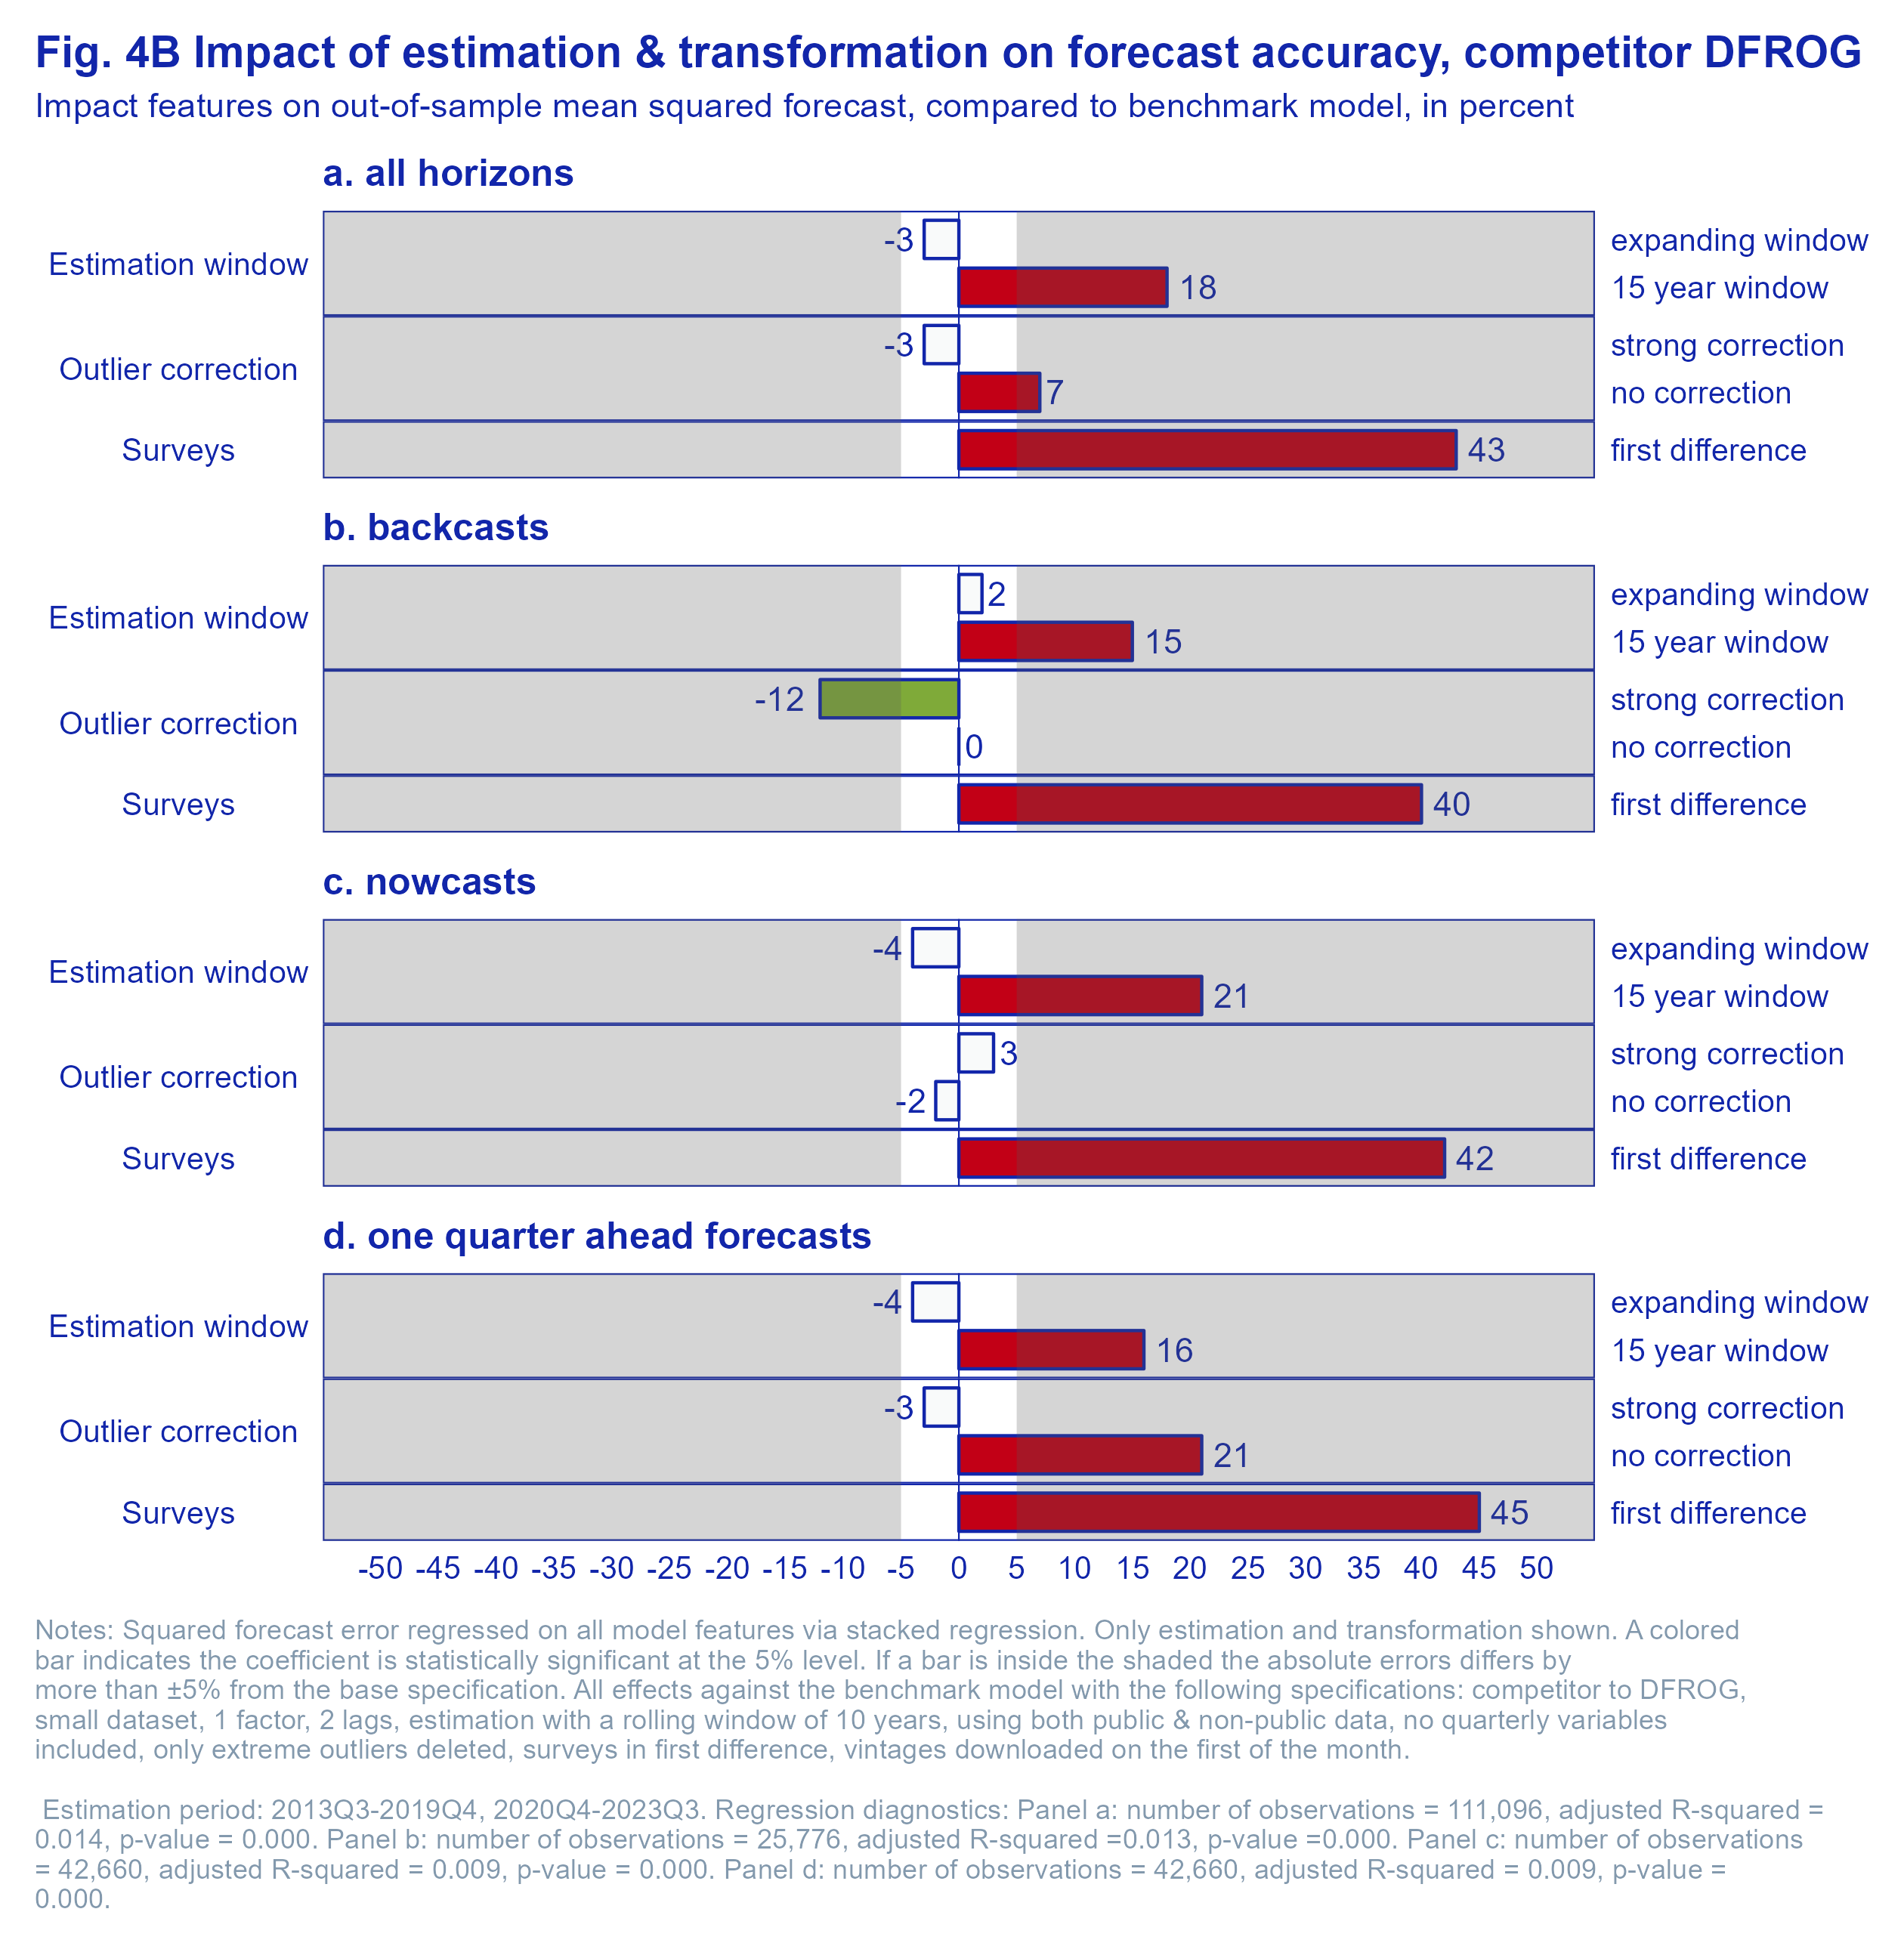 Fig. 4B Impact of estimation & transformation on forecast accuracy, competitor DFROG
Impact features on out-of-sample mean squared forecast, compared to benchmark model, in percent
a. all horizons
Estimation window
-3
expanding window
18
15 year window
Outlier correction
-3
strong correction
7
no correction
Surveys
43
first difference
b. backcasts
Estimation window
2
expanding window
15
15 year window
Outlier correction
-12
strong correction
0
no correction
Surveys
40
first difference
c. nowcasts
Estimation window
-4
expanding window
21
15 year window
Outlier correction
3
strong correction
-2
no correction
Surveys
42
first difference
d. one quarter ahead forecasts
Estimation window
-4
expanding window
16
15 year window
Outlier correction
-3
strong correction
21
no correction
Surveys
45
first difference
-50 -45 -40 -35 -30 -25 -20 -15 -10 -5 0 5 10 15 20 25 30 35 40 45 50
Notes: Squared forecast error regressed on all model features via stacked regression. Only estimation and transformation shown. A colored
bar indicates the coefficient is statistically significant at the 5% level. If a bar is inside the shaded the absolute errors differs by
more than ±5% from the base specification. All effects against the benchmark model with the following specifications: competitor to DFROG,
small dataset, 1 factor, 2 lags, estimation with a rolling window of 10 years, using both public & non-public data, no quarterly variables
included, only extreme outliers deleted, surveys in first difference, vintages downloaded on the first of the month.
Estimation period: 2013Q3-2019Q4, 2020Q4-2023Q3. Regression diagnostics: Panel a: number of observations = 111,096, adjusted R-squared =
0.014, p-value = 0.000. Panel b: number of observations = 25,776, adjusted R-squared =0.013, p-value =0.000. Panel c: number of observations
= 42,660, adjusted R-squared = 0.009, p-value = 0.000. Panel d: number of observations = 42,660, adjusted R-squared = 0.009, p-value =
0.000.